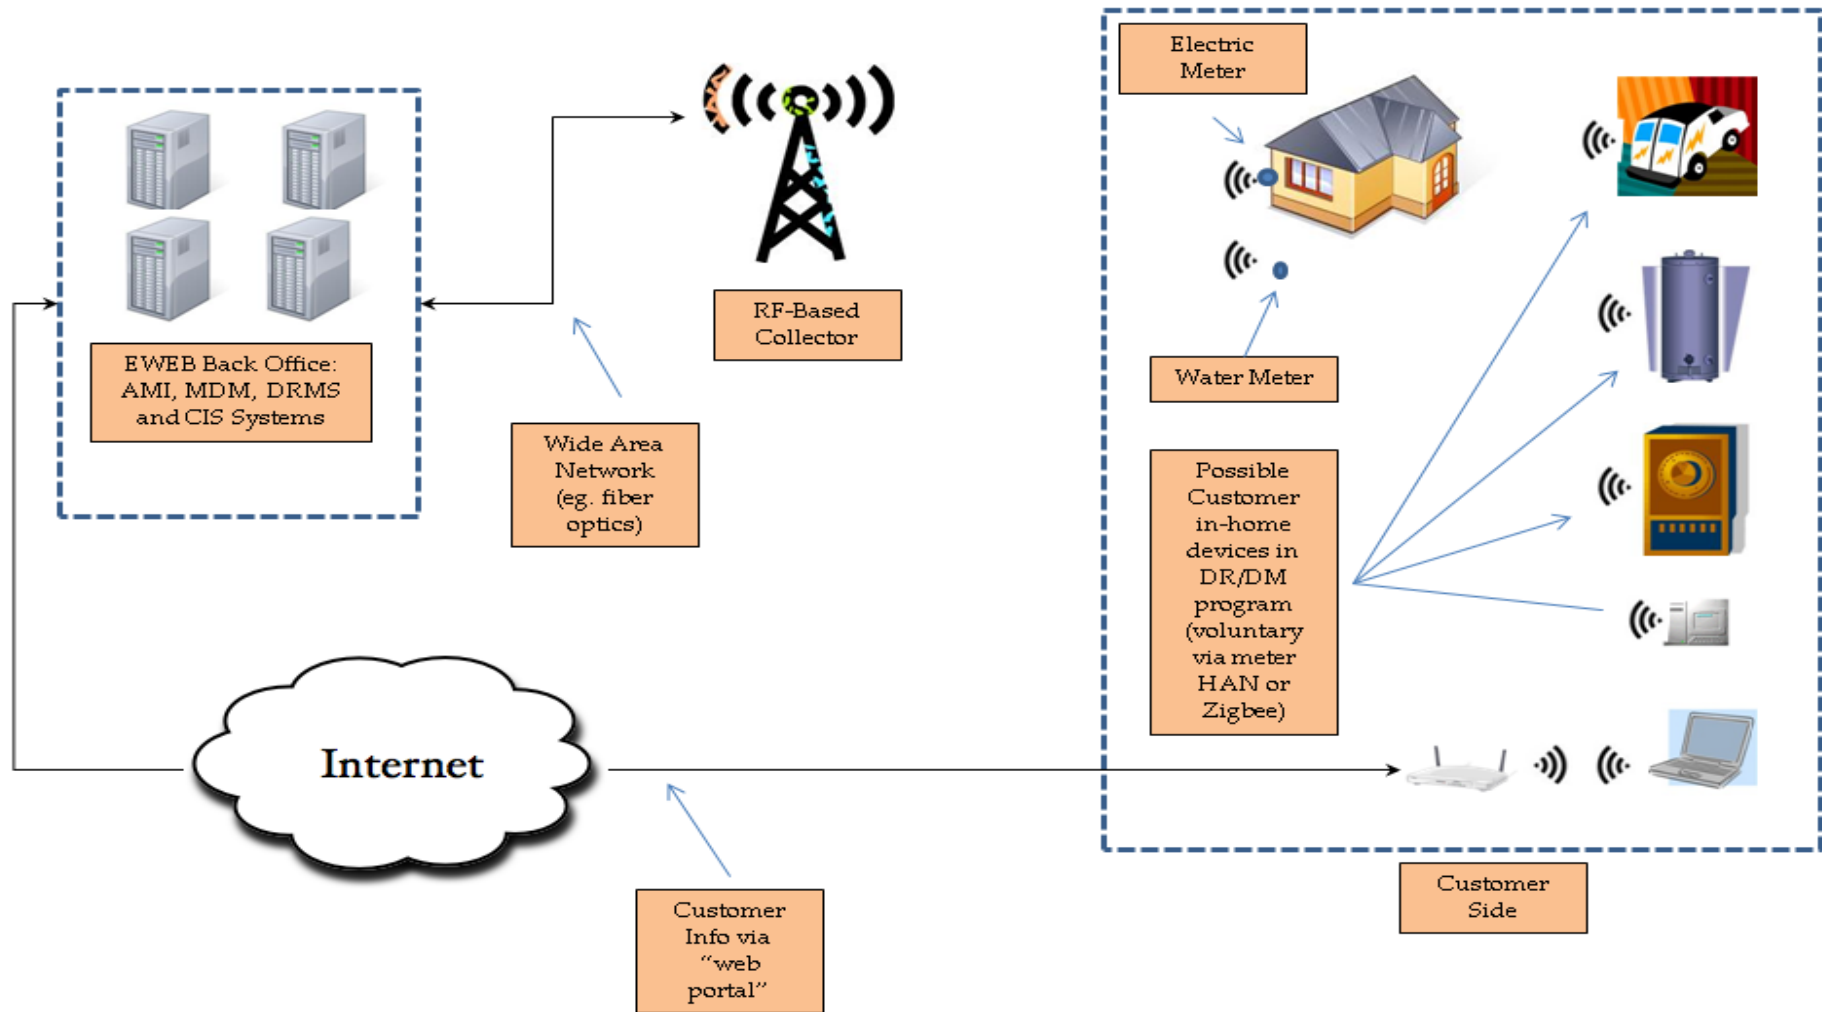 Electric
Meter
EWEB Back Office:
AMI, MDM, DRMS
and CIS Systems
RF-Based
Collector
Water Meter
Wide Area
Network
(eg. fiber
optics)
Possible
Customer
in-home
devices in
DR/DM
program
(voluntary
via meter
HAN or
Zigbee)
Internet
Customer
Info via
“web
portal”
Customer
Side